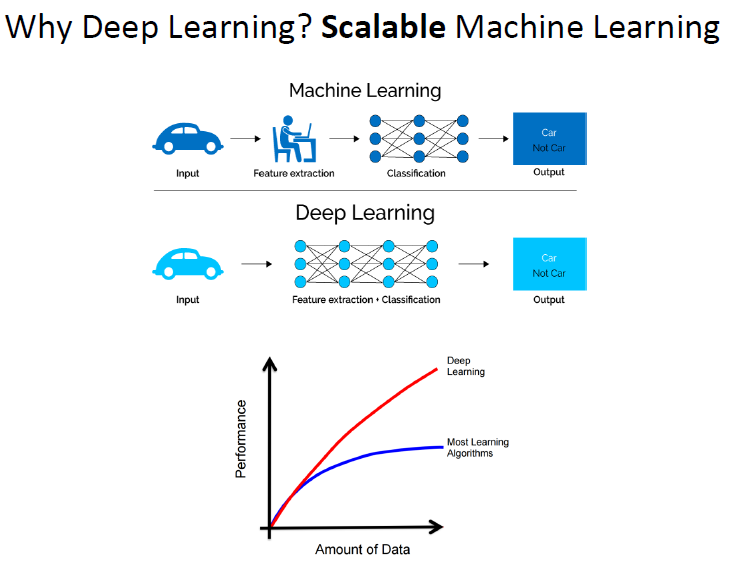 Why Deep Learning? Scalable Machine Learning
Machine Learning
Car
Not Car
Input
Feature extraction
Classification
Output
Deep Learning
Car
Not Car
Input
Feature extraction + Classification
Output
Deep
Learning
Most Learning
Algorithms
Performance
Amount of Data